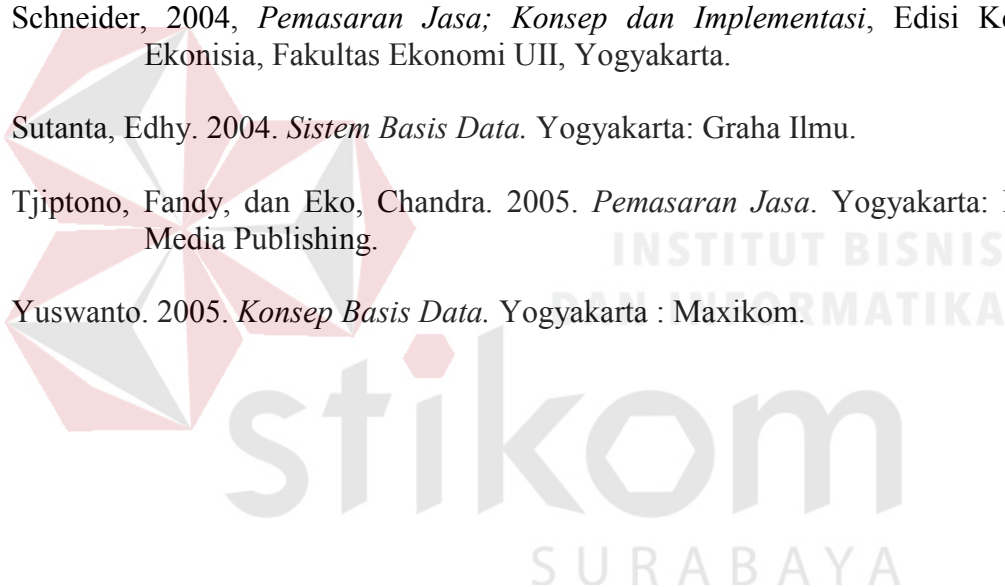 Schneider, 2004, Pemasaran Jasa; Konsep dan Implementasi, Edisi
Ekonisia, Fakultas Ekonomi UII, Yogyakarta.
Sutanta, Edhy. 2004. Sistem Basis Data. Yogyakarta: Graha Ilmu.
Tjiptono, Fandy, dan Eko, Chandra. 2005. Pemasaran Jasa. Yogyakarta:
Media Publishing.
INSTITUT BISNIS
Yuswanto. 2005. Konsep Basis Data. Yogyakarta : Maxikom.
DAN INFORMATIKA
stikom
SURABAYA